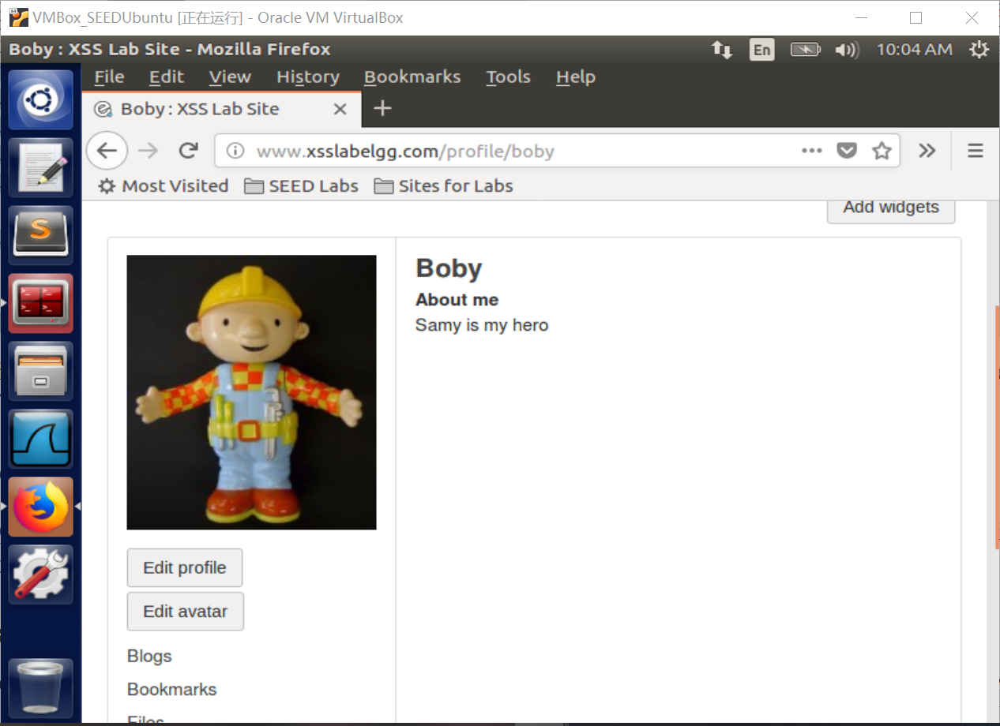 VMBox_SEEDUbuntu [正在运行] - Oracle VM VirtualBox
Boby : XSS Lab Site - Mozilla Firefox
En
10:04 AM
File Edit View History Bookmarks Tools Help
Boby : XSS Lab Site
www.xsslabelgg.com/profile/boby
Most Visited SEED Labs Sites for Labs
Add widgets
Boby
About me
Samy is my hero
Edit profile
Edit avatar
Blogs
Bookmarks
Files